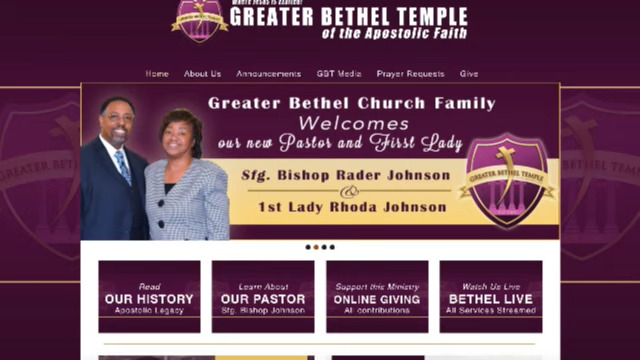 Where Jesus is Exalted!
GREATER BETHEL TEMPLE
of the Apostolic Faith
Home About Us Announcements GBT Media Prayer Requests Give
Greater Bethel Church Family
Welcomes
our new Pastor and First Lady
Sfg. Bishop Rader Johnson
&
1st Lady Rhoda Johnson
GREATER BETHEL TEMPLE
Read
OUR HISTORY
Apostolic Legacy
Learn About
OUR PASTOR
Sfg. Bishop Johnson
Support this Ministry
ONLINE GIVING
All contributions
Watch Us Live
BETHEL LIVE
All Services Streamed